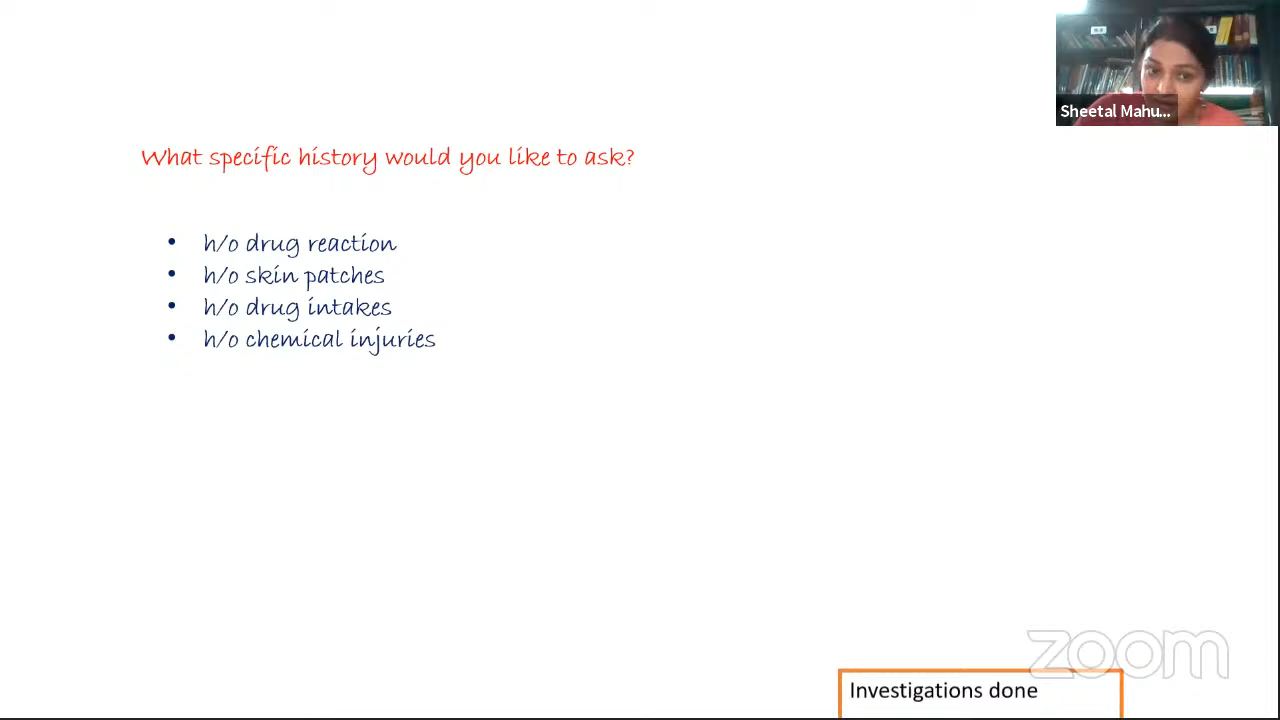 Sheetal Mahu...
What specific history would you like to ask?
• h/o drug reaction
• h/o skin patches
• h/o drug intakes
• h/o chemical injuries
zoom
Investigations done